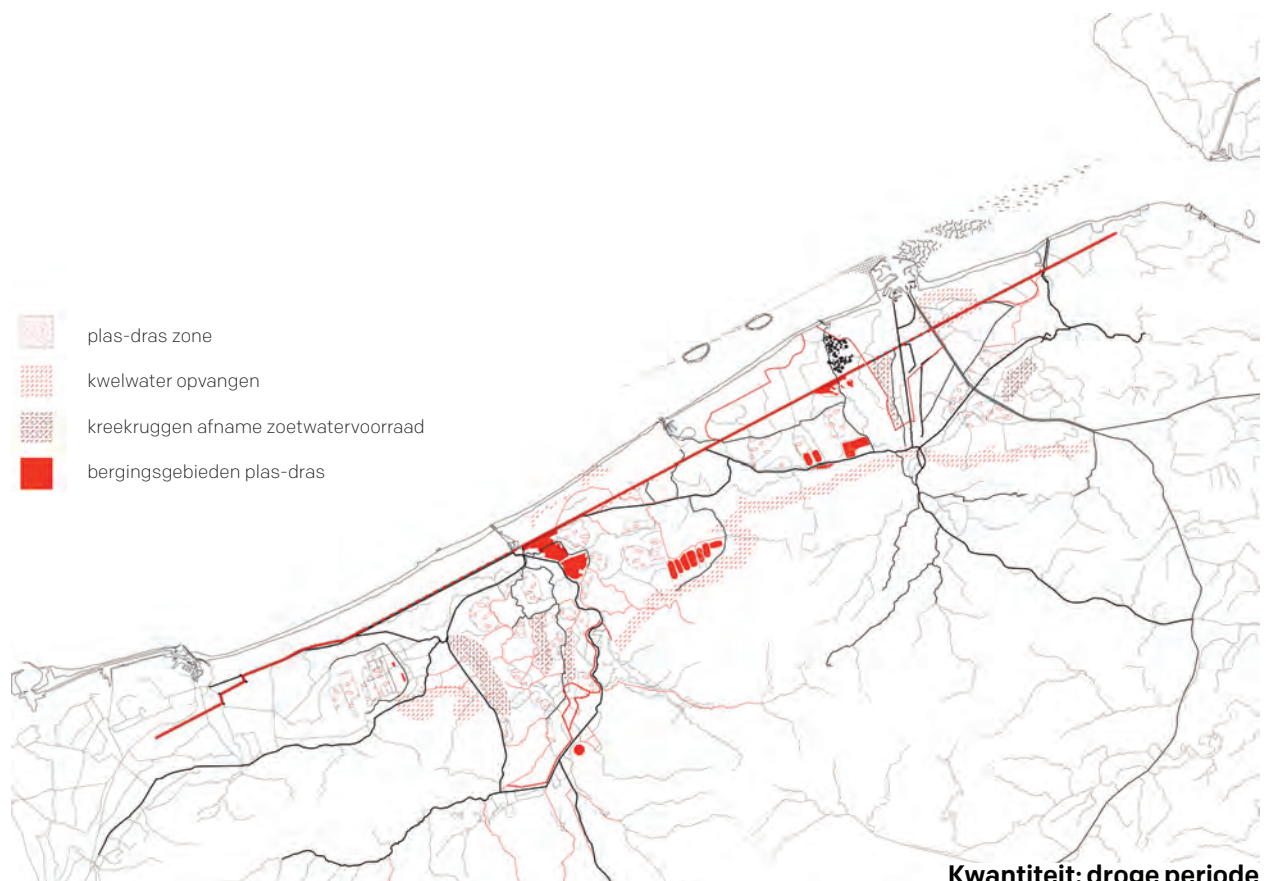 plas-dras zone
kwelwater opvangen
kreekruggen afname zoetwatervoorraad
bergingsgebieden plas-dras
Kwantiteit: droge periode